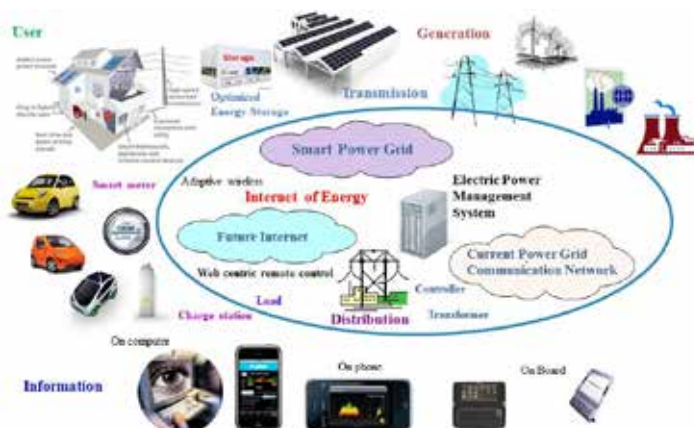 User
Generation
Storage
Optimized
Energy Storage
Transmission
Smart Power Grid
Smart meter
Adaptive wireless
Internet of Energy
Electric Power
Management
System
Future Internet
Current Power Grid
Communication Network
Web centric remote control
Load
Controller
Charge station
Distribution
Transformer
On computer
On phone
On Board
Information